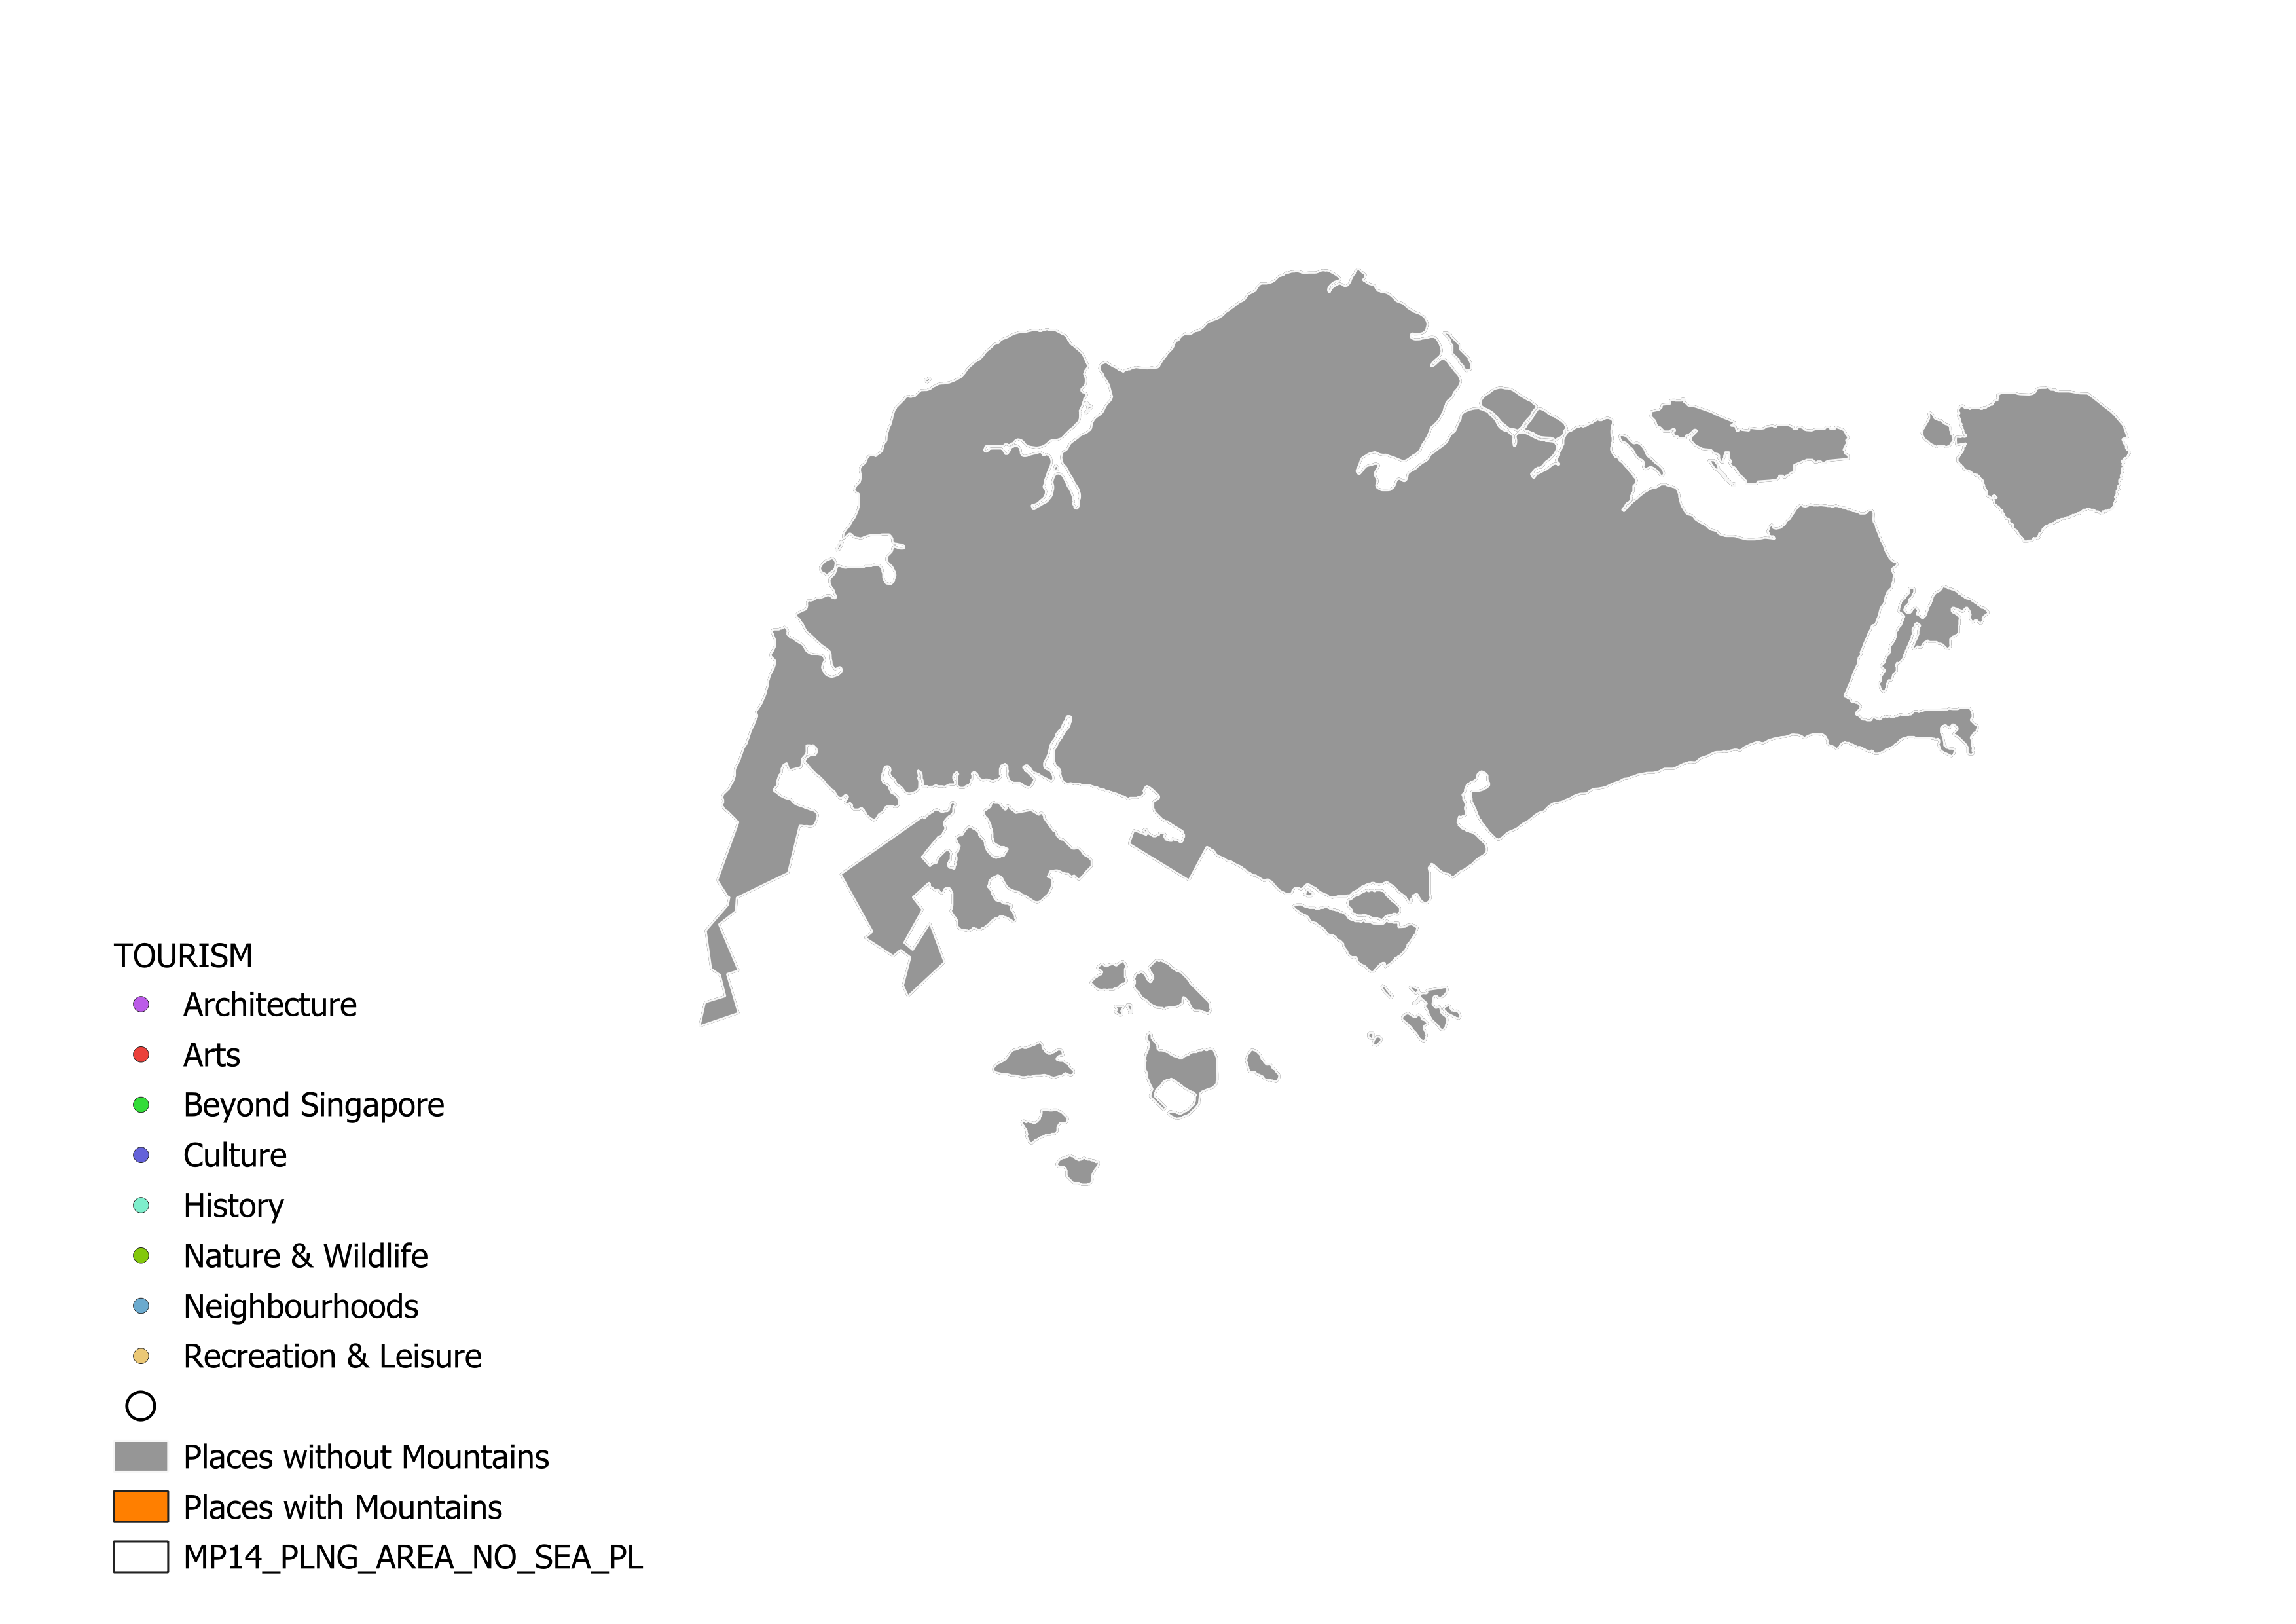 TOURISM
Architecture
Arts
Beyond Singapore
Culture
History
Nature & Wildlife
Neighbourhoods
Recreation & Leisure
Places without Mountains
Places with Mountains
MP14_PLNG_AREA_NO_SEA_PL